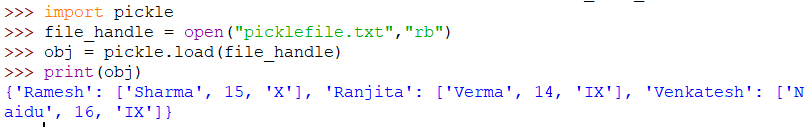 >>> import pickle
>>> file_handle = open("picklefile.txt","rb")
>>> obj = pickle.load(file_handle)
>>> print(obj)
{'Ramesh': ['Sharma', 15, 'X'], 'Ranjita': ['Verma', 14, 'IX'], 'Venkatesh': ['N
aidu', 16, 'IX']}